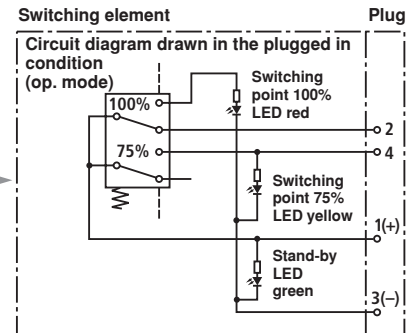 Switching element
Plug
Circuit diagram drawn in the plugged in
condition
(op. mode)
100%
Switching
point 100%
LED red
2
75%
4
Switching
point 75%
LED yellow
1(+)
Stand-by
LED
green
3(–)